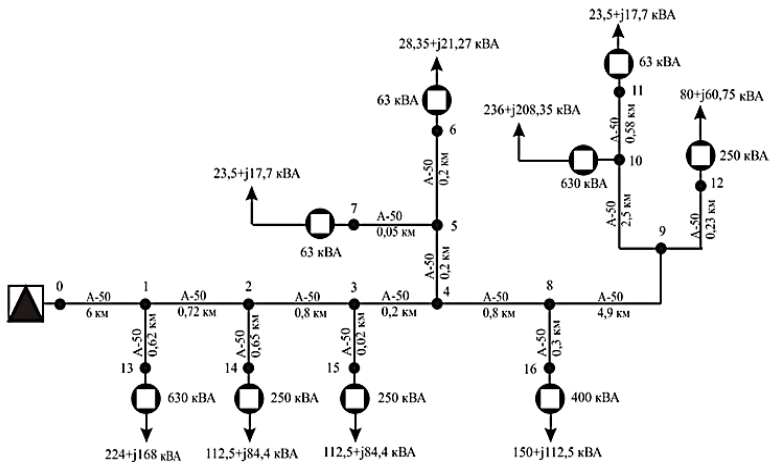 23,5+j17,7 кВА
28,35+j21,27 кВА
63 кВА
80+j60,75 кВА
63 кВА
11
236+j208,35 кВА
А-50
0,58 км
6
250 кВА
10
23,5+j17,7 кВА
630 кВА
12
А-50
0,2 км
А-50
2,5 км
А-50
0,23 км
7
А-50
0,05 км
5
63 кВА
9
А-50
0,2 км
0
А-50
6 км
1
А-50
0,72 км
2
А-50
0,8 км
3
А-50
0,2 км
4
А-50
0,8 км
8
А-50
4,9 км
А-50
0,62 км
А-50
0,65 км
А-50
0,02 км
А-50
0,3 км
13
14
15
16
630 кВА
250 кВА
250 кВА
400 кВА
224+j168 кВА
112,5+j84,4 кВА
112,5+j84,4 кВА
150+j112,5 кВА